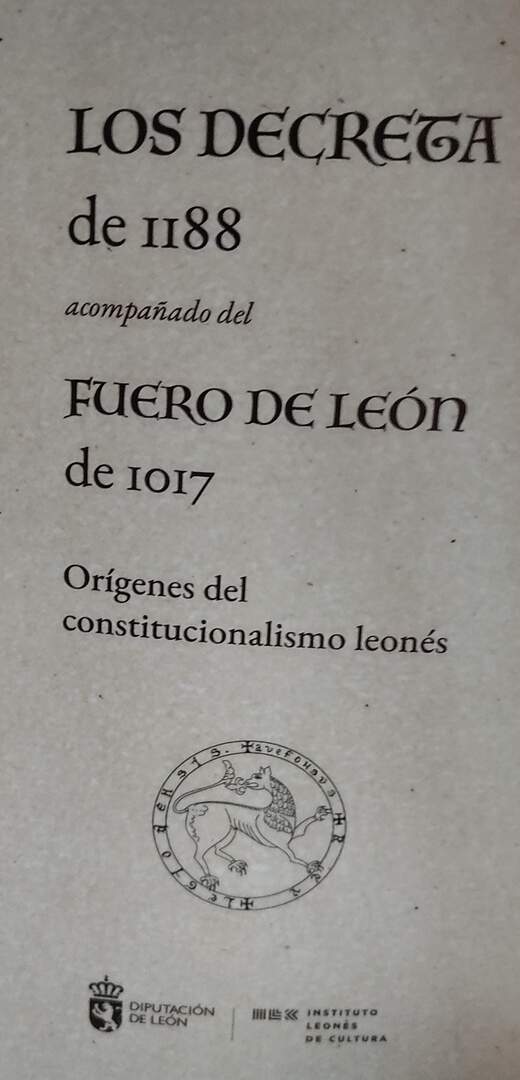 LOS DECRETA
de 1188
acompañado del
FUERO DE LEÓN
de 1017
Orígenes del
constitucionalismo leonés
DIPUTACIÓN
DE LEÓN
INSTITUTO
LEONÉS
DE CULTURA